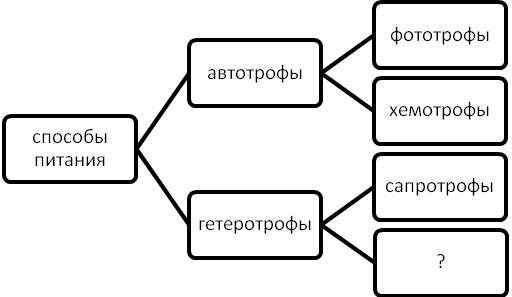 способы
питания
автотрофы
фототрофы
хемотрофы
гетеротрофы
сапротрофы
?